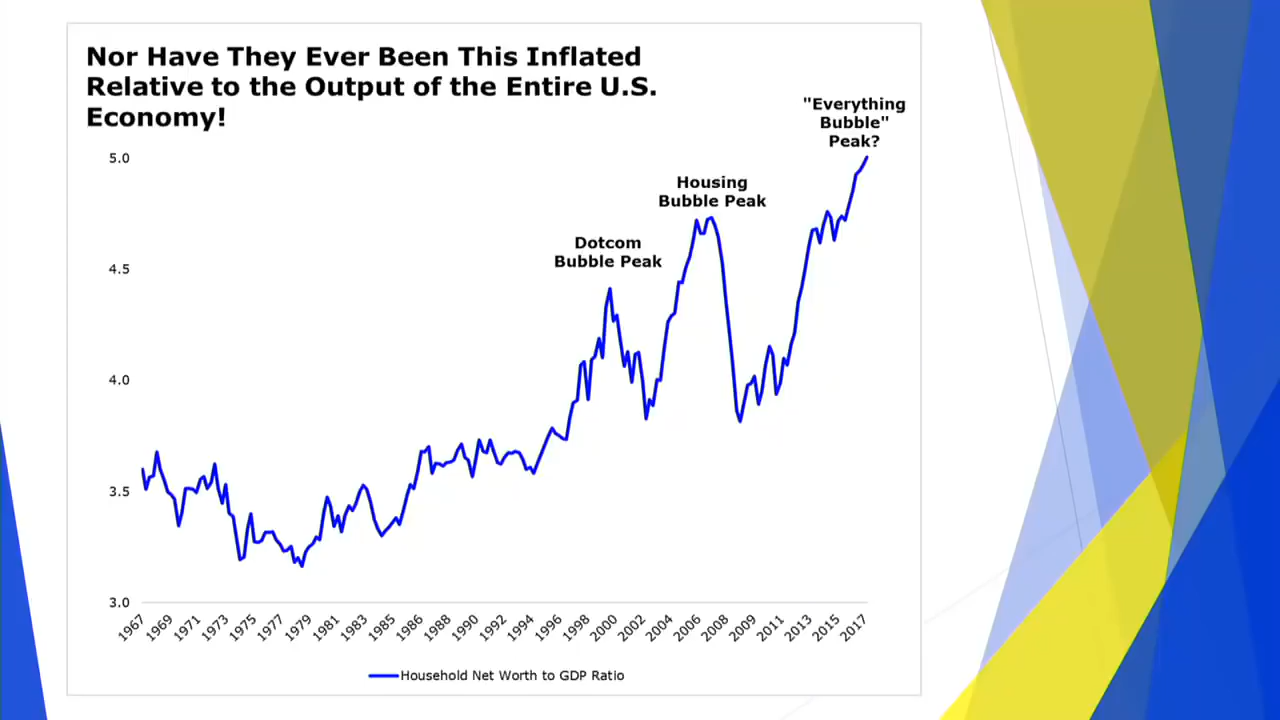 Nor Have They Ever Been This Inflated
Relative to the Output of the Entire U.S.
Economy!
"Everything
Bubble"
Peak?
5.0
Housing
Bubble Peak
Dotcom
Bubble Peak
4.5
4.0
3.5
3.0
1967
1969
1971
1973
1975
1977
1979
1981
1983
1985
1986
1988
1990
1992
1994
1996
1998
2000
2002
2004
2006
2008
2009
2011
2013
2015
2017
Household Net Worth to GDP Ratio